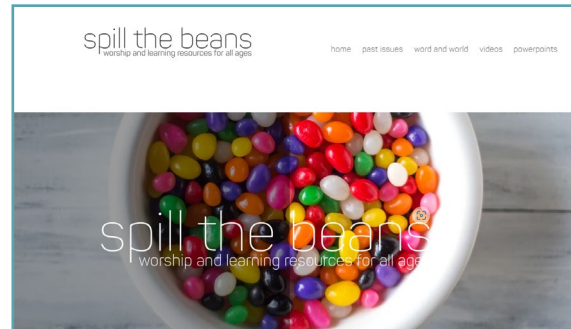 spill the beans
worship and learning resources for all ages
home past issues word and world videos powerpoints
spill the beans
worship and learning resources for all ages